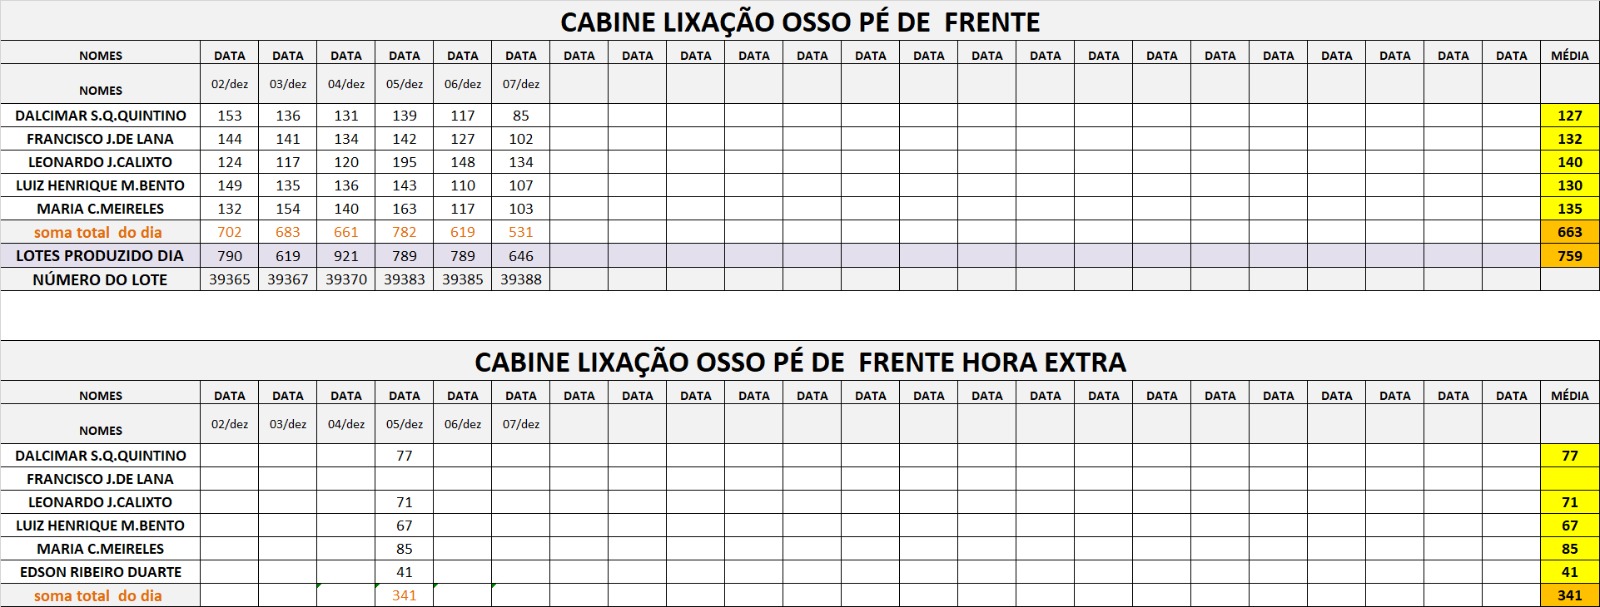 CABINE LIXAÇÃO OSSO PÉ DE  FRENTE
NOMES DATA DATA DATA DATA DATA DATA DATA DATA DATA DATA DATA DATA DATA DATA DATA DATA DATA DATA DATA DATA DATA DATA DATA MÉDIA
NOMES 02/dez 03/dez 04/dez 05/dez 06/dez 07/dez
DALCIMAR S.Q.QUINTINO 153 136 131 139 117 85 127
FRANCISCO J.DE LANA 144 141 134 142 127 102 132
LEONARDO J.CALIXTO 124 117 120 195 148 134 140
LUIZ HENRIQUE M.BENTO 149 135 136 143 110 107 130
MARIA C.MEIRELES 132 154 140 163 117 103 135
soma total  do dia 702 683 661 782 619 531 663
LOTES PRODUZIDO DIA 790 619 921 789 789 646 759
NÚMERO DO LOTE 39365 39367 39370 39383 39385 39388
CABINE LIXAÇÃO OSSO PÉ DE  FRENTE HORA EXTRA
NOMES DATA DATA DATA DATA DATA DATA DATA DATA DATA DATA DATA DATA DATA DATA DATA DATA DATA DATA DATA DATA DATA DATA DATA MÉDIA
NOMES 02/dez 03/dez 04/dez 05/dez 06/dez 07/dez
DALCIMAR S.Q.QUINTINO 77 77
FRANCISCO J.DE LANA
LEONARDO J.CALIXTO 71 71
LUIZ HENRIQUE M.BENTO 67 67
MARIA C.MEIRELES 85 85
EDSON RIBEIRO DUARTE 41 41
soma total  do dia 341 341